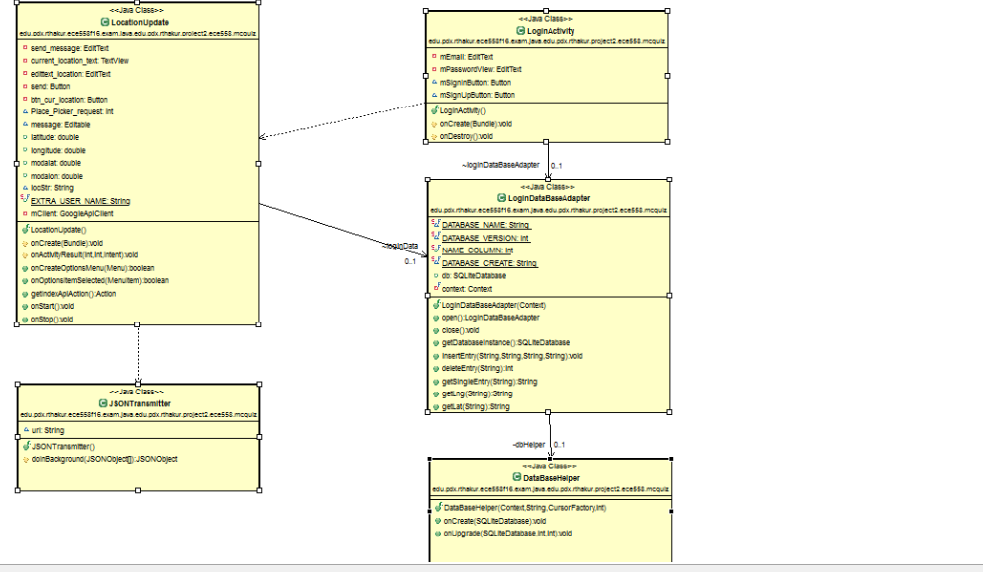 <<Java Class>>
LocationUpdate
edu.pdx.rthakur.ece558f16.exam.java.edu.pdx.rthakur.project2.ece558.mcquiz
send_message: EditText
current_location_text: TextView
edittext_location: EditText
send: Button
btn_cur_location: Button
Place_Picker_request: int
message: Editable
latitude: double
longitude: double
modalat: double
modalon: double
locStr: String
EXTRA_USER_NAME: String
mClient: GoogleApiClient
LocationUpdate()
onCreate(Bundle):void
onActivityResult(int,int,Intent):void
onCreateOptionsMenu(Menu):boolean
onOptionsItemSelected(MenuItem):boolean
getIndexApiAction():Action
onStart():void
onStop():void
<<Java Class>>
LoginActivity
edu.pdx.rthakur.ece558f16.exam.java.edu.pdx.rthakur.project2.ece558.mcquiz
mEmail: EditText
mPasswordView: EditText
mSignInButton: Button
mSignUpButton: Button
LoginActivity()
onCreate(Bundle):void
onDestroy():void
~loginDataBaseAdapter 0..1
<<Java Class>>
LoginDataBaseAdapter
edu.pdx.rthakur.ece558f16.exam.java.edu.pdx.rthakur.project2.ece558.mcquiz
DATABASE_NAME: String
DATABASE_VERSION: int
NAME_COLUMN: int
DATABASE_CREATE: String
db: SQLiteDatabase
context: Context
LoginDataBaseAdapter(Context)
open():LoginDataBaseAdapter
close():void
getDatabaseInstance():SQLiteDatabase
insertEntry(String,String,String,String):void
deleteEntry(String):int
getSingleEntry(String):String
getLng(String):String
getLat(String):String
~loginData
0..1
~dbHelper 0..1
<<Java Class>>
JSONTransmitter
edu.pdx.rthakur.ece558f16.exam.java.edu.pdx.rthakur.project2.ece558.mcquiz
url: String
JSONTransmitter()
doInBackground(JSONObject[]):JSONObject
<<Java Class>>
DataBaseHelper
edu.pdx.rthakur.ece558f16.exam.java.edu.pdx.rthakur.project2.ece558.mcquiz
DataBaseHelper(Context,String,CursorFactory,int)
onCreate(SQLiteDatabase):void
onUpgrade(SQLiteDatabase,int,int):void